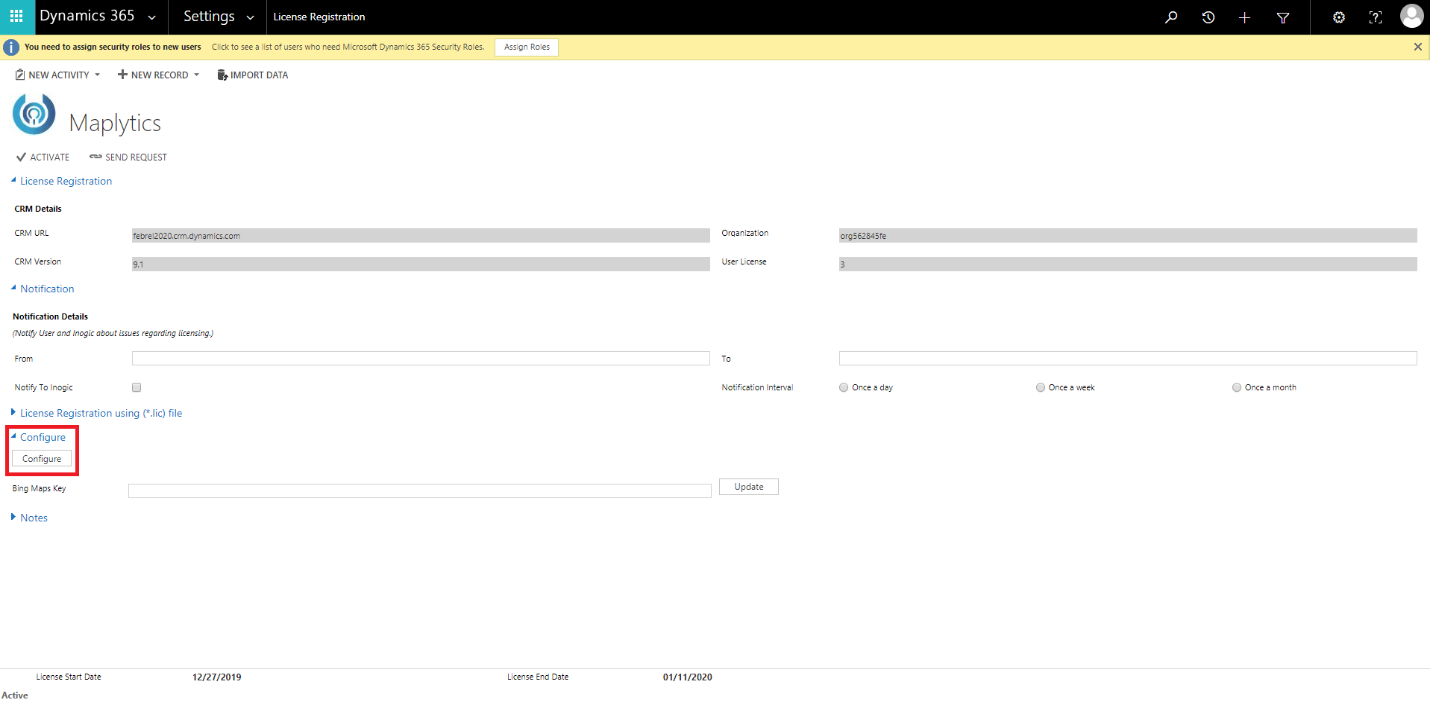 Dynamics 365 Settings License Registration
You need to assign security roles to new users Click to see a list of users who need Microsoft Dynamics 365 Security Roles. Assign Roles
NEW ACTIVITY NEW RECORD IMPORT DATA
Maplytics
ACTIVATE SEND REQUEST
License Registration
CRM Details
CRM URL febrel2020.crm.dynamics.com Organization org562845fe
CRM Version 9.1 User License 3
Notification
Notification Details
(Notify User and Inogic about issues regarding licensing.)
From To
Notify To Inogic Notification Interval Once a day Once a week Once a month
License Registration using (*.lic) file
Configure
Configure
Bing Maps Key Update
Notes
License Start Date 12/27/2019 License End Date 01/11/2020
Active